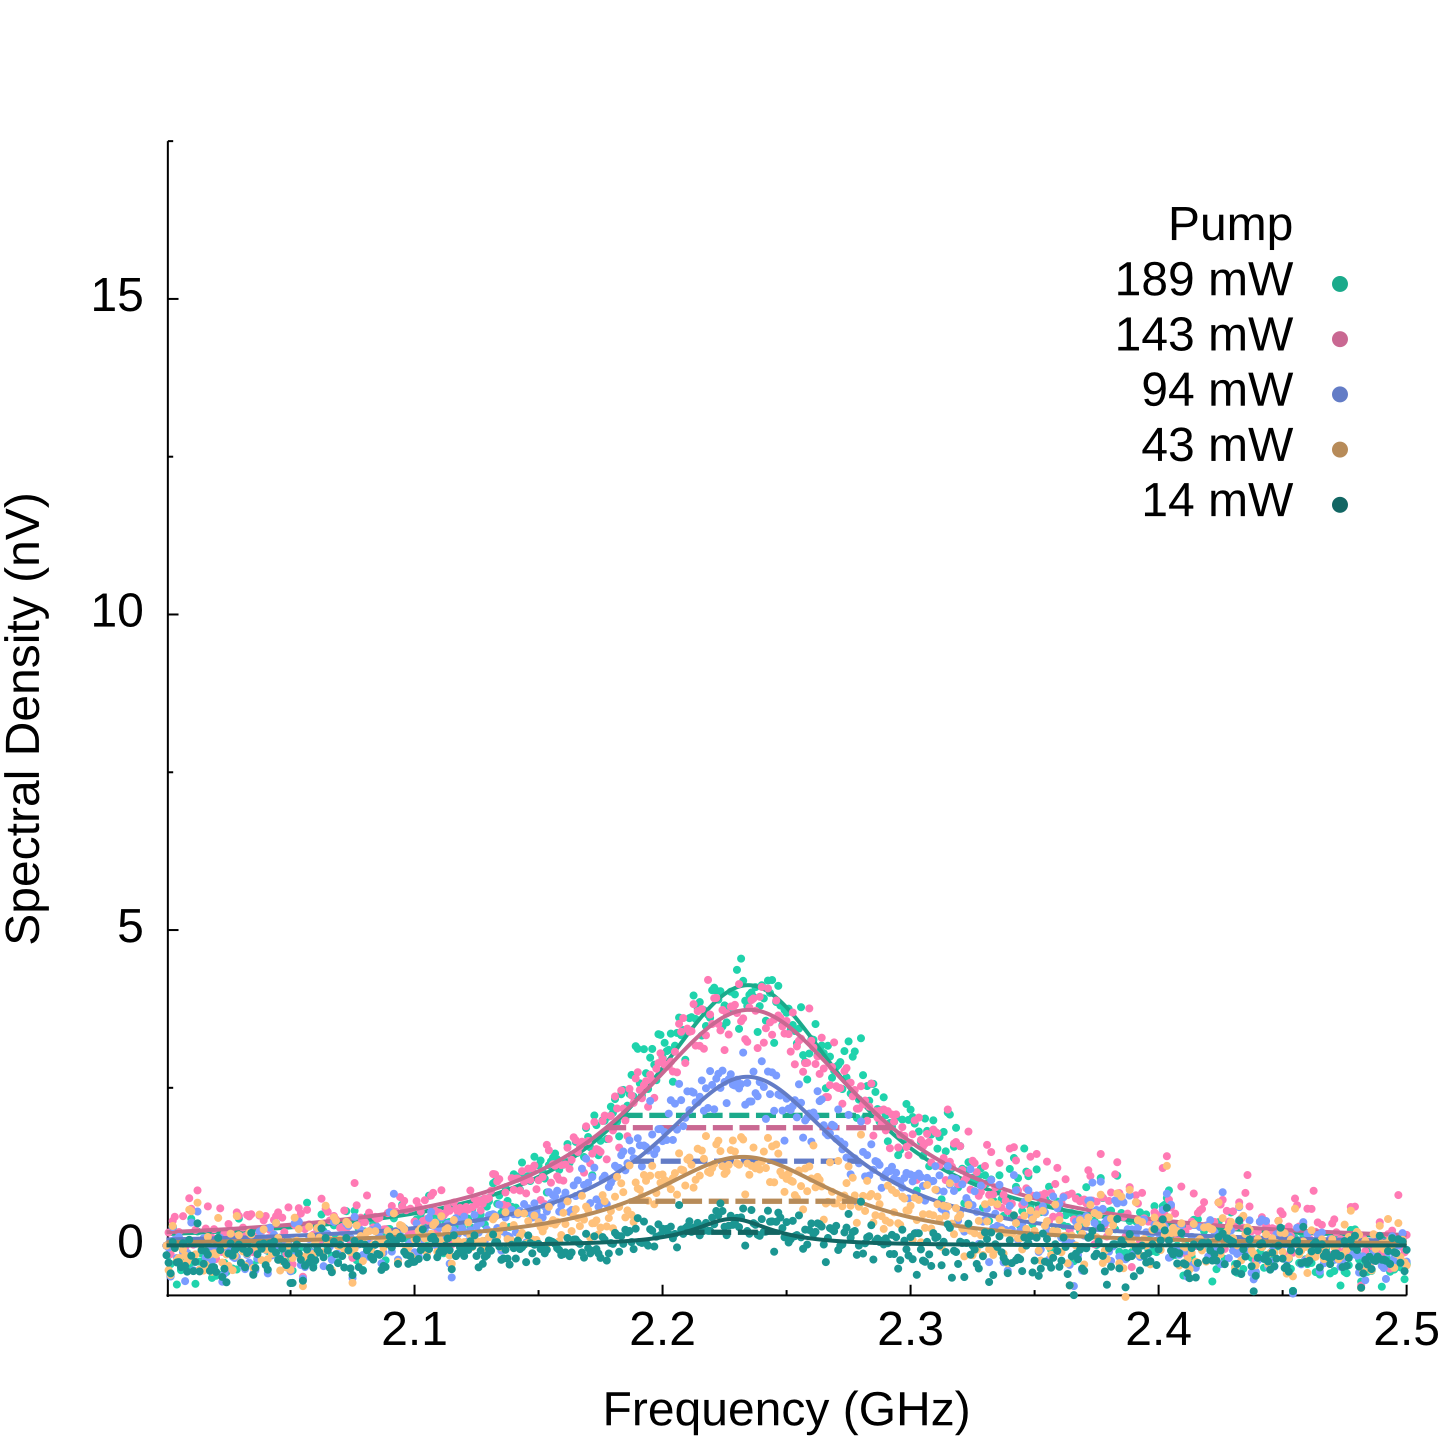 Pump
189 mW
143 mW
94 mW
43 mW
14 mW
15
10
5
0
Spectral Density (nV)
2.1 2.2 2.3 2.4 2.5
Frequency (GHz)